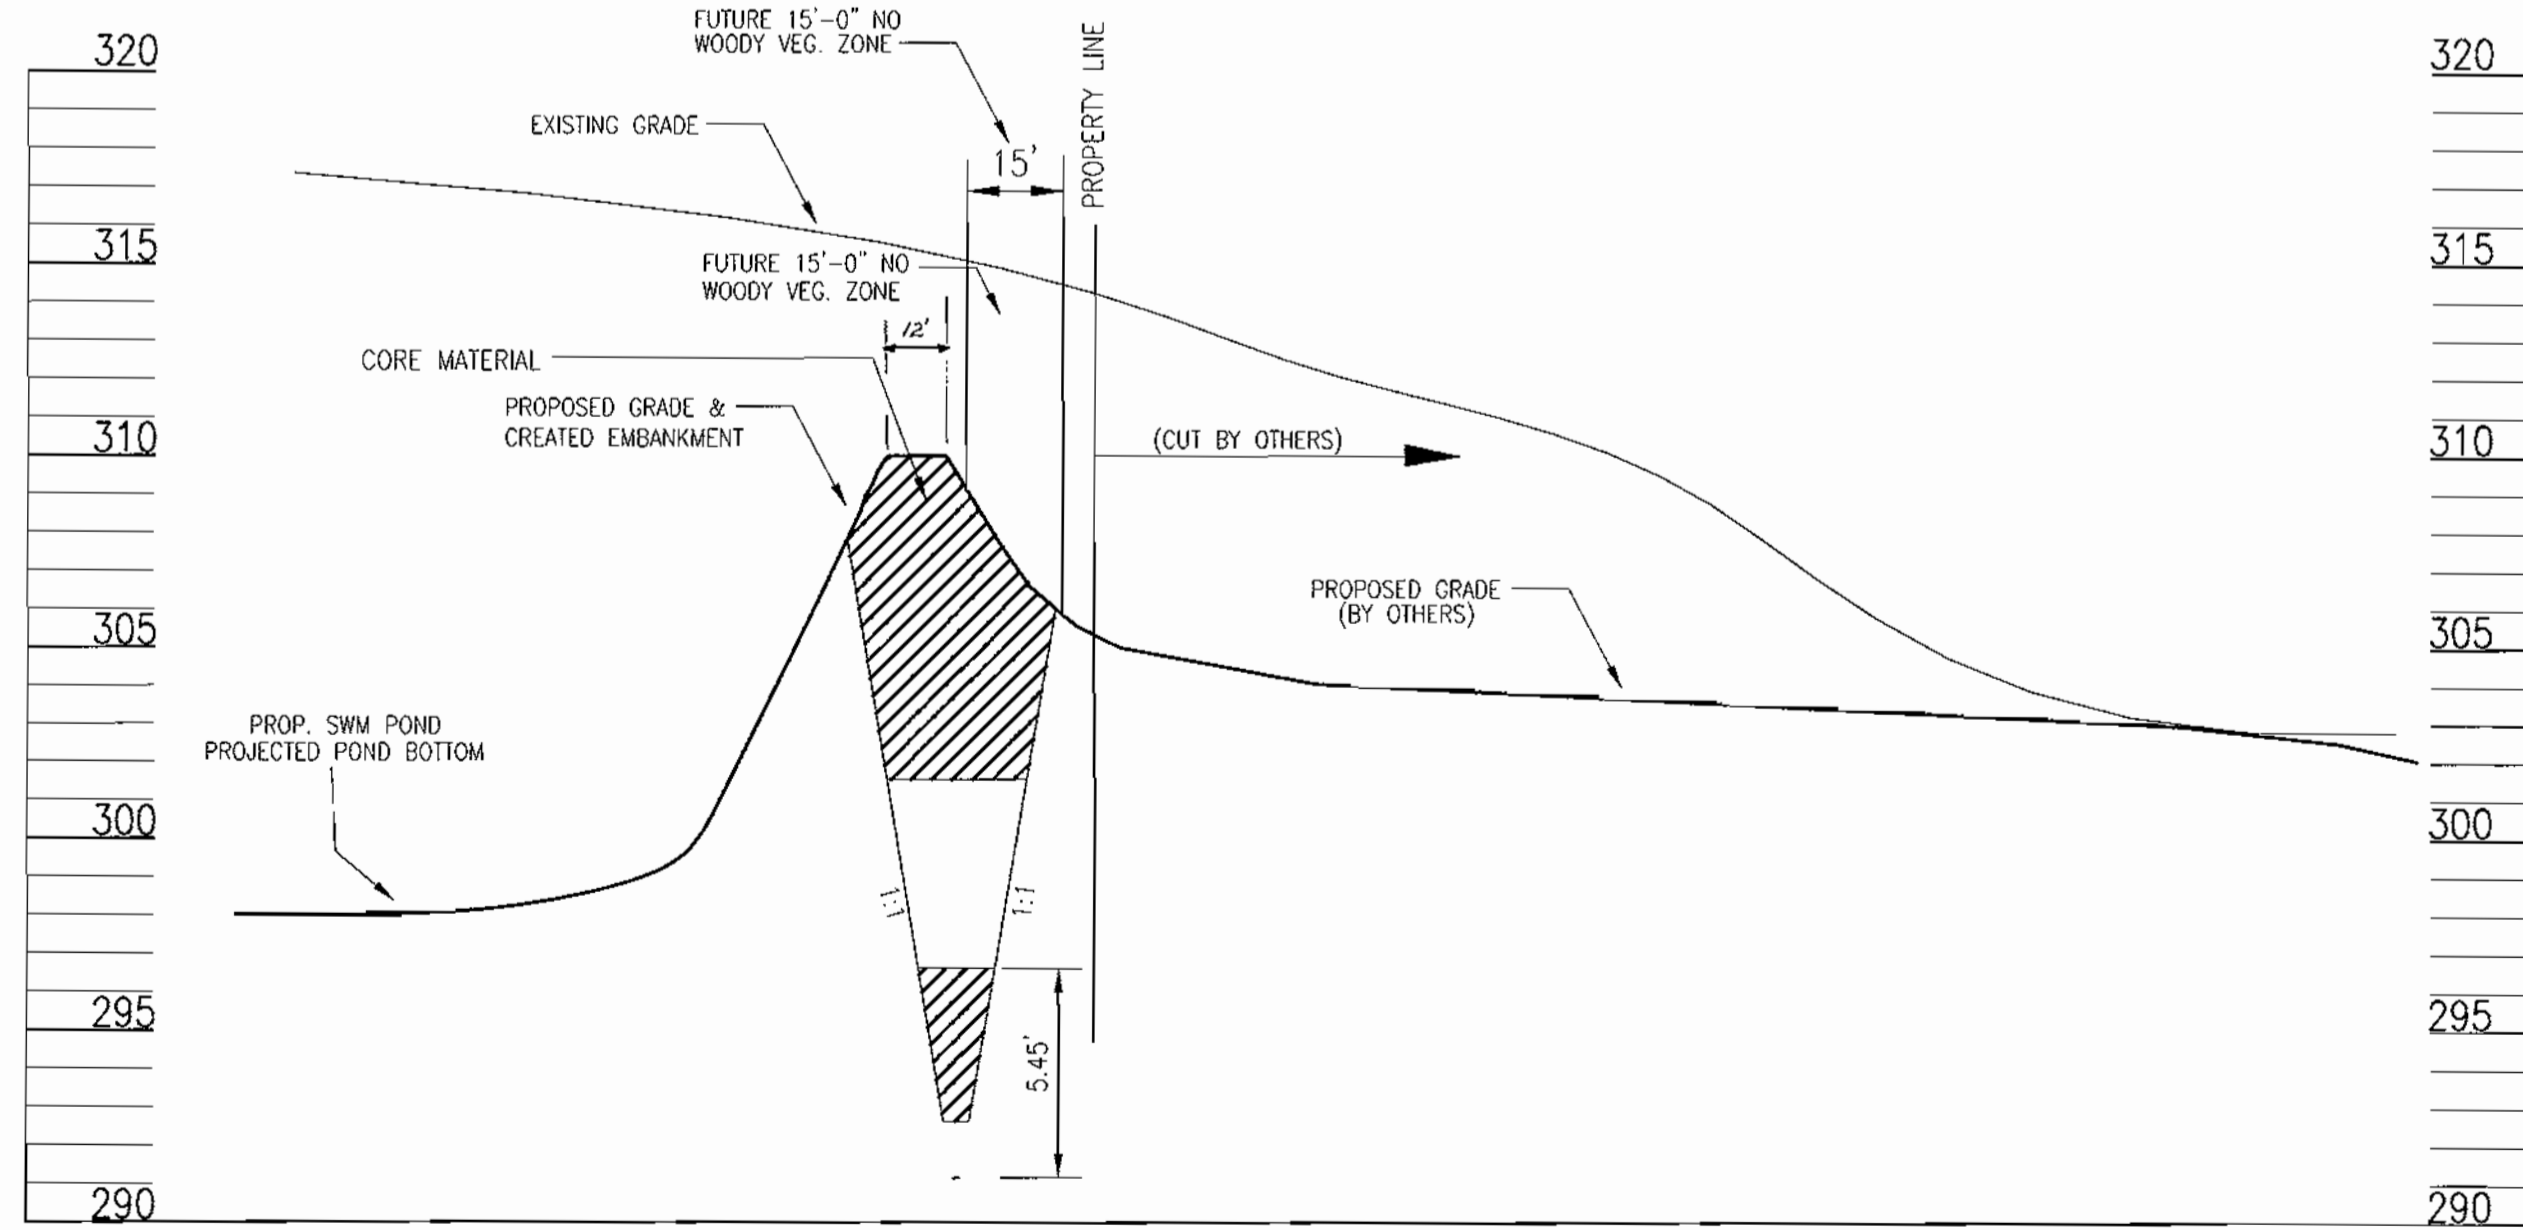 FUTURE 15'-0" NO
WOODY VEG. ZONE
PROPERTY LINE
320
320
EXISTING GRADE
15'
315
315
FUTURE 15'-0" NO
WOODY VEG. ZONE
12'
CORE MATERIAL
PROPOSED GRADE &
CREATED EMBANKMENT
310
310
(CUT BY OTHERS)
PROPOSED GRADE
(BY OTHERS)
305
305
PROP. SWM POND
PROJECTED POND BOTTOM
300
300
1:1
1:1
295
295
5.45'
290
290